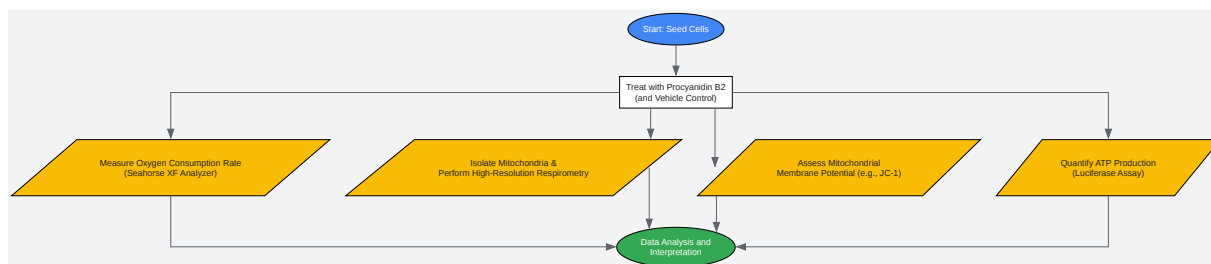 Start: Seed Cells
Treat with Procyanidin B2
(and Vehicle Control)
Measure Oxygen Consumption Rate
(Seahorse XF Analyzer)
Isolate Mitochondria &
Perform High-Resolution Respirometry
Assess Mitochondrial
Membrane Potential (e.g., JC-1)
Quantify ATP Production
(Luciferase Assay)
Data Analysis and
Interpretation